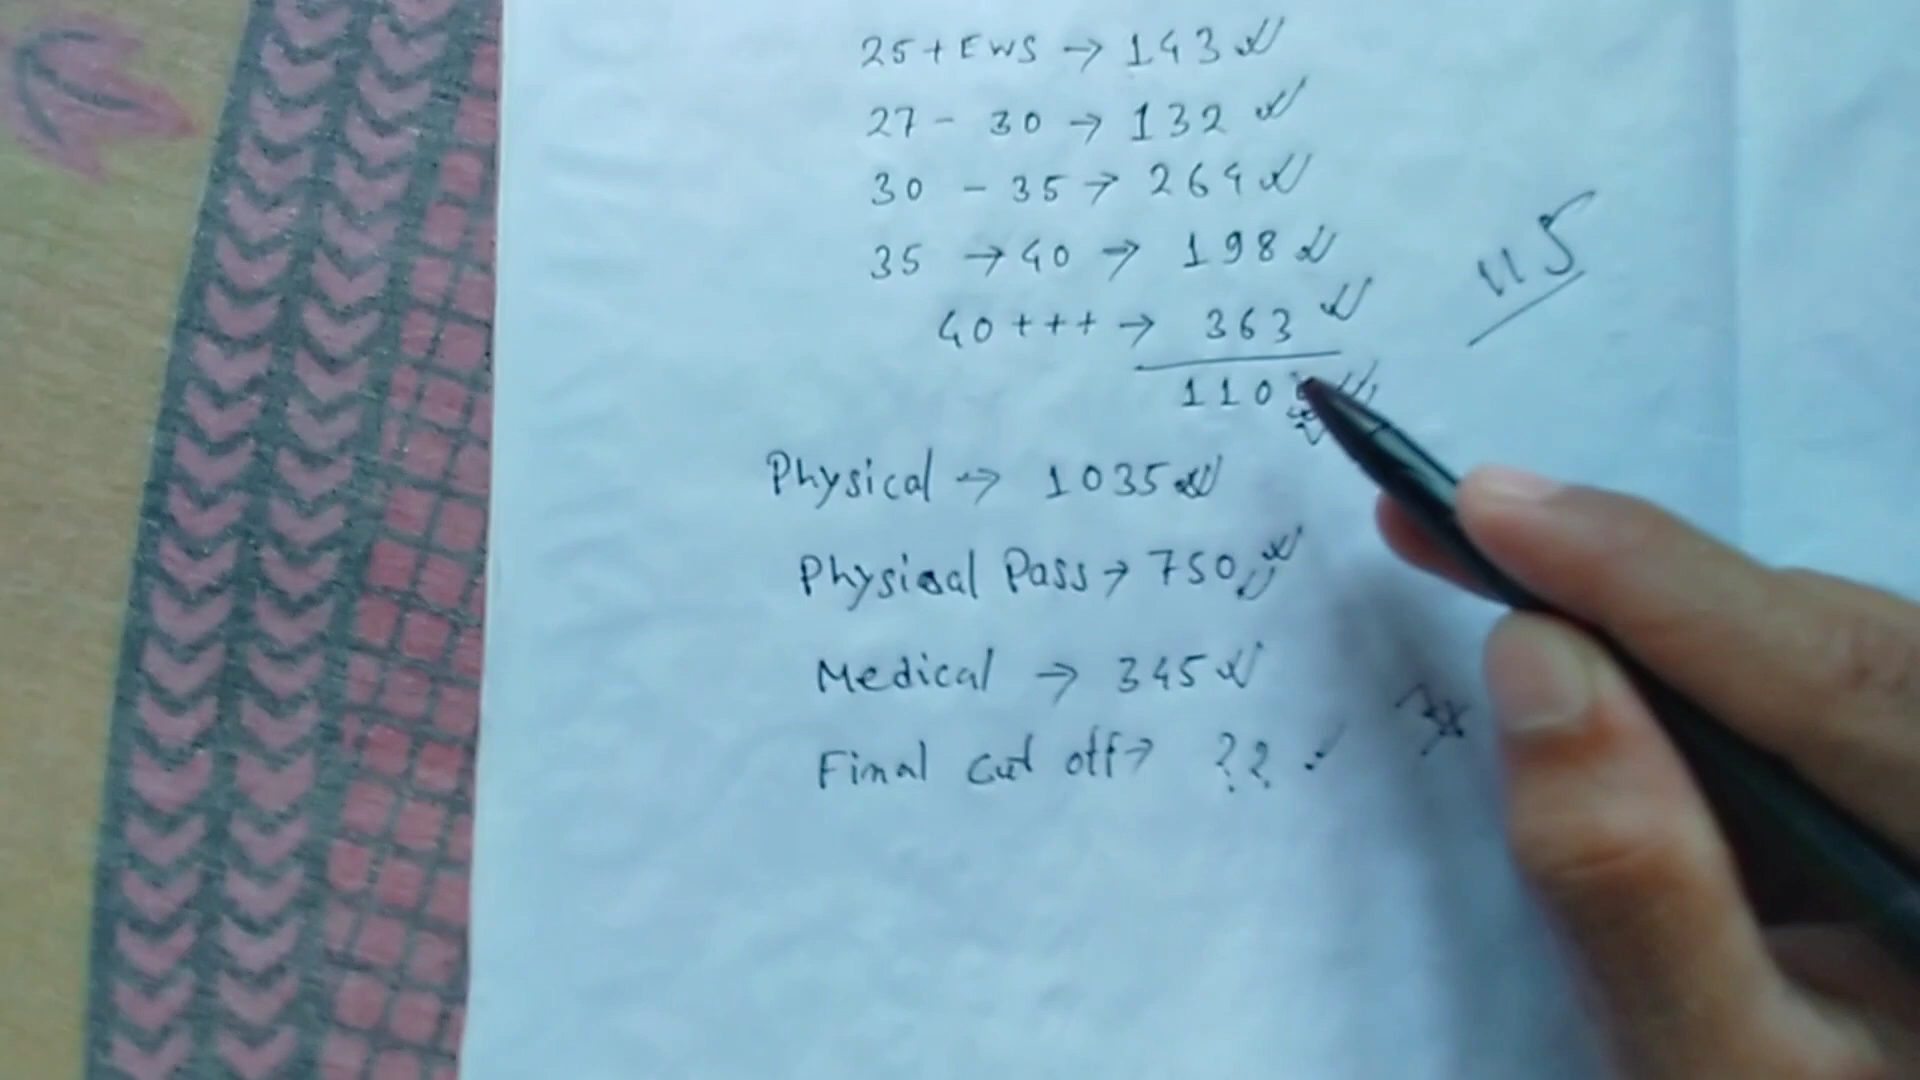 25 + EWS → 143
27 - 30 → 132
30 - 35 → 264
35 → 40 → 198
40 +++ → 363
115
110
Physical → 1035
Physical Pass → 750
Medical → 345
Final cut off → ??